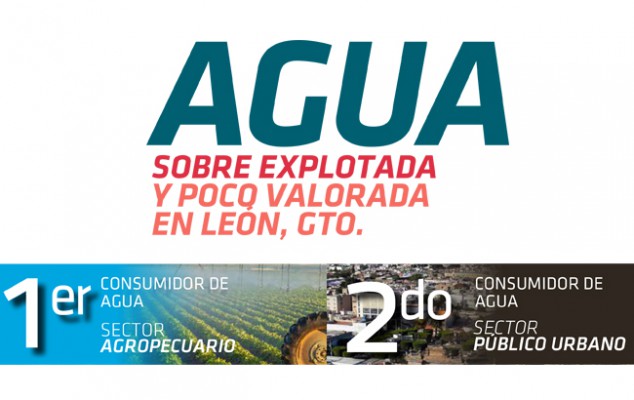 AGUA
SOBRE EXPLOTADA
Y POCO VALORADA
EN LEÓN, GTO.
1er
CONSUMIDOR DE
AGUA
SECTOR
AGROPECUARIO
2do
CONSUMIDOR DE
AGUA
SECTOR
PÚBLICO URBANO